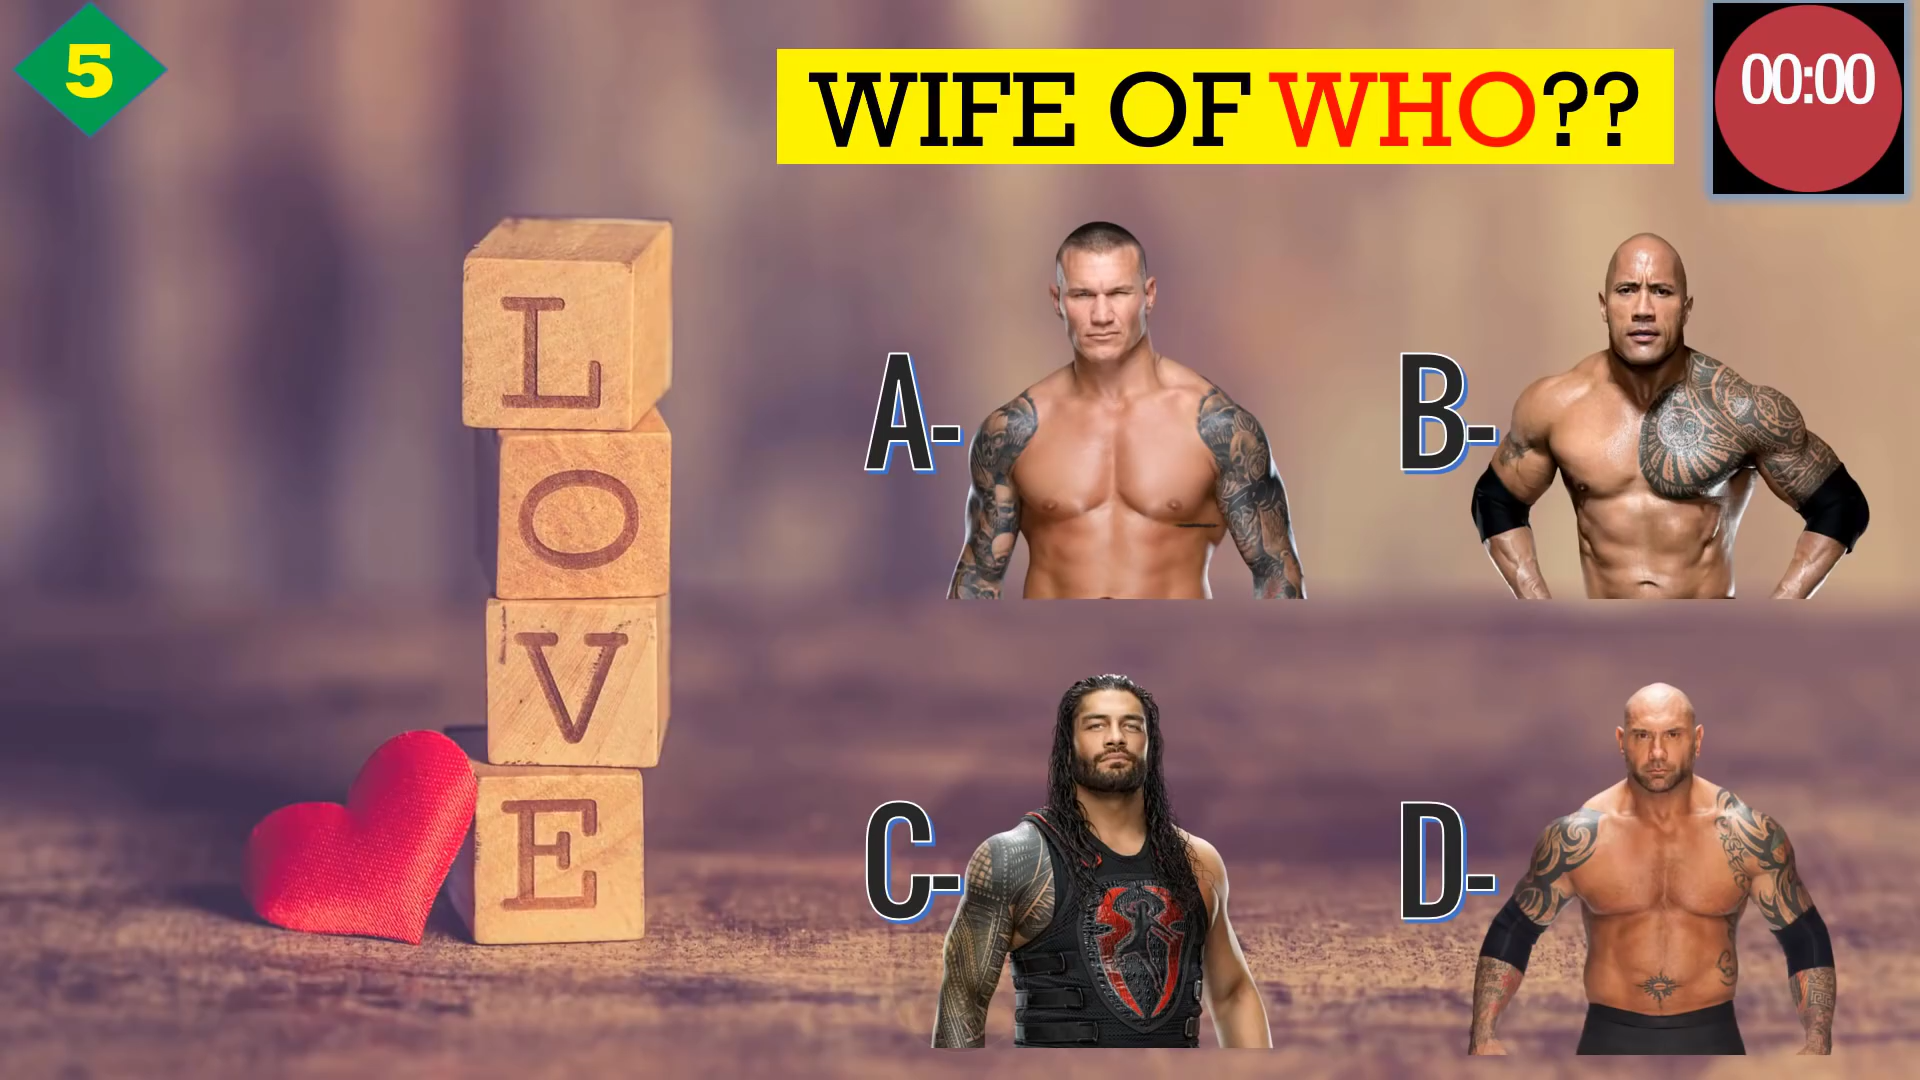 5
WIFE OF WHO??
00:00
L
O
V
E
A-
B-
C-
D-